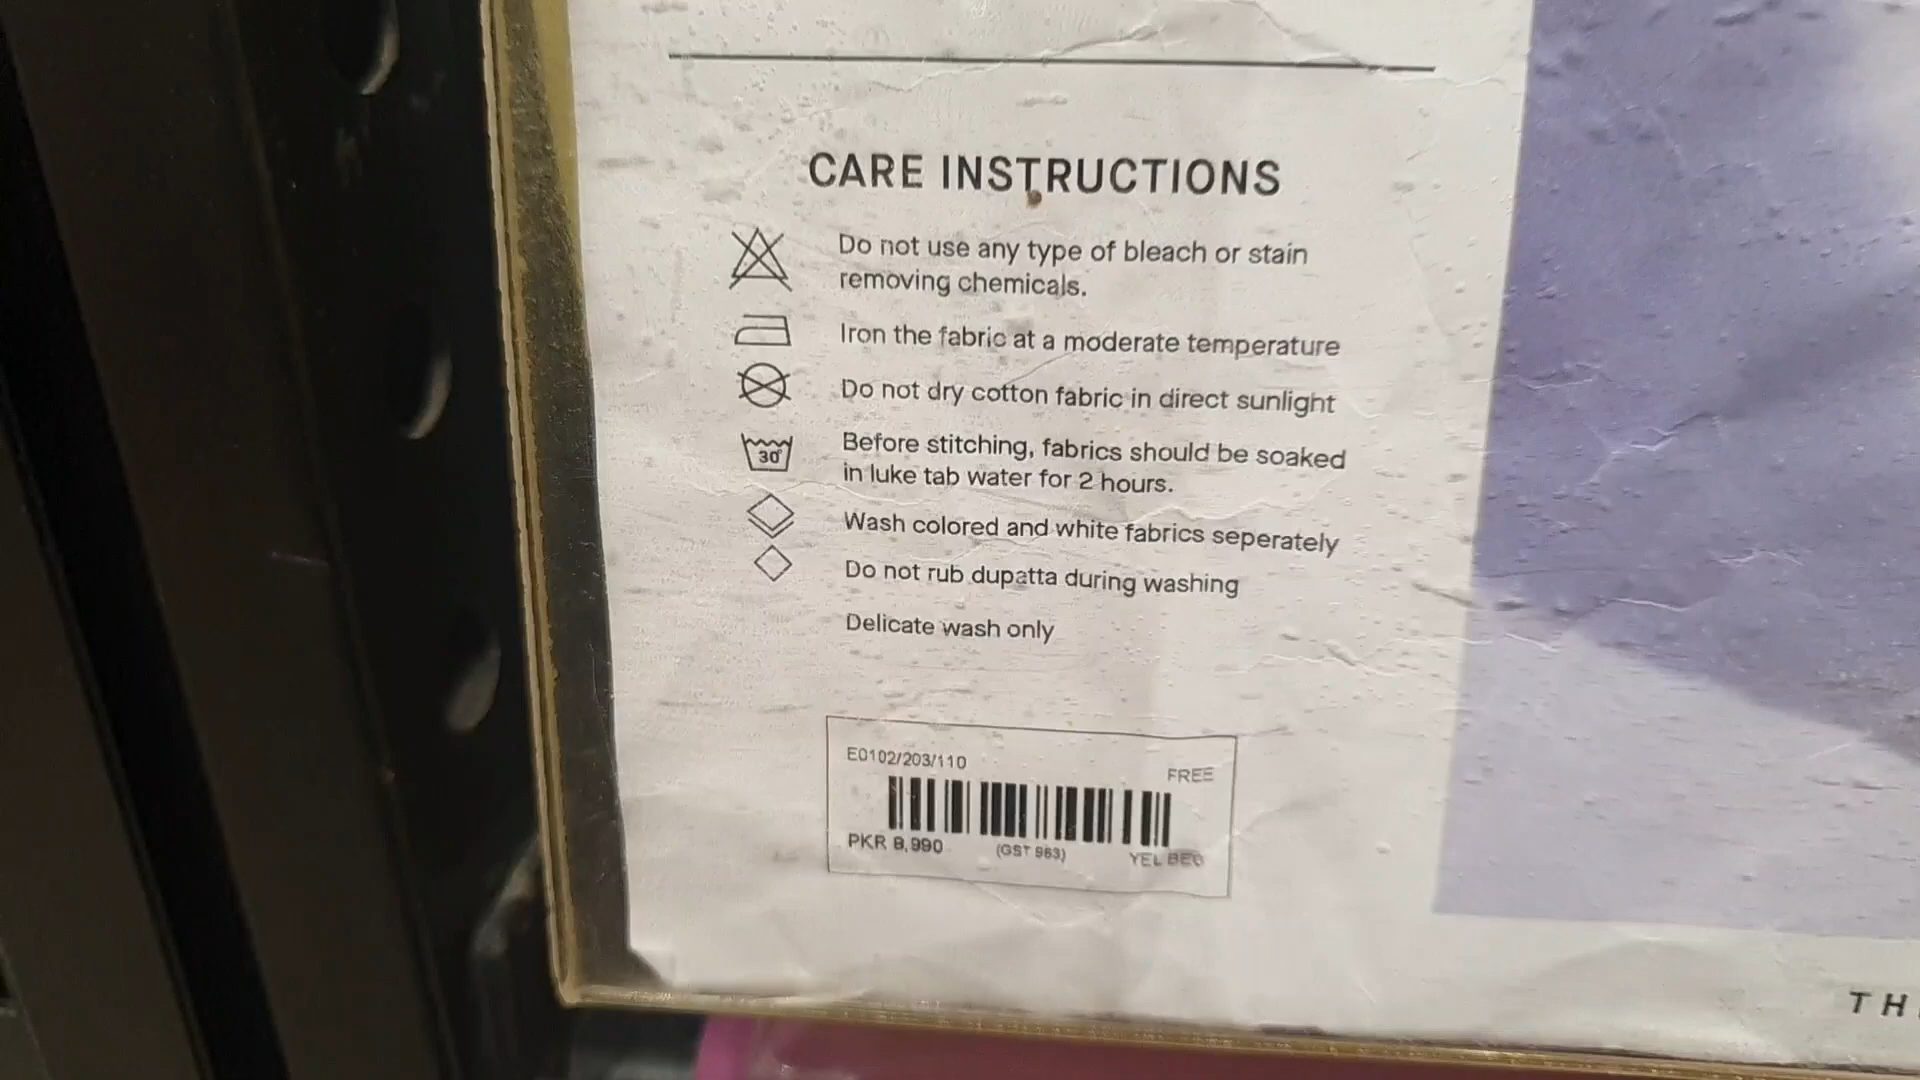 CARE INSTRUCTIONS
Do not use any type of bleach or stain
removing chemicals.
Iron the fabric at a moderate temperature
Do not dry cotton fabric in direct sunlight
30°
Before stitching, fabrics should be soaked
in luke tab water for 2 hours.
Wash colored and white fabrics seperately
Do not rub dupatta during washing
Delicate wash only
E0102/203/110
FREE
PKR 8,990
(GST 963)
YEL
TH